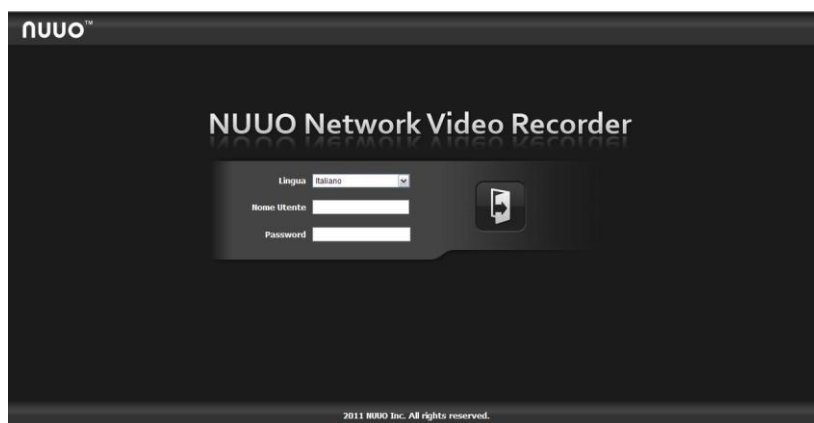 nuuo™
NUUO Network Video Recorder
Lingua Italiano
Nome Utente
Password
2011 NUUO Inc. All rights reserved.